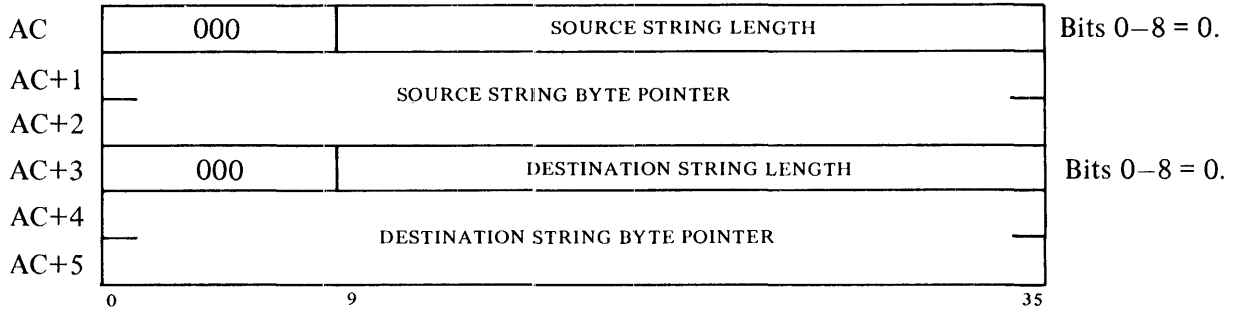 AC 000 SOURCE STRING LENGTH Bits 0–8 = 0.
AC+1
SOURCE STRING BYTE POINTER
AC+2
AC+3 000 DESTINATION STRING LENGTH Bits 0–8 = 0.
AC+4
DESTINATION STRING BYTE POINTER
AC+5
0 9 35